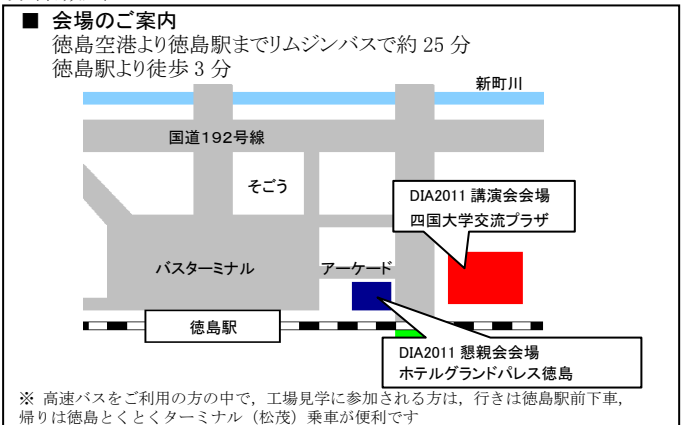 ■ 会場のご案内
徳島空港より徳島駅までリムジンバスで約 25 分
徳島駅より徒歩 3 分
新町川
国道192号線
そごう
DIA2011 講演会会場
四国大学交流プラザ
バスターミナル
アーケード
徳島駅
DIA2011 懇親会会場
ホテルグランドパレス徳島
※ 高速バスをご利用の方の中で，工場見学に参加される方は，行きは徳島駅前下車，
帰りは徳島とくとくターミナル（松茂）乗車が便利です